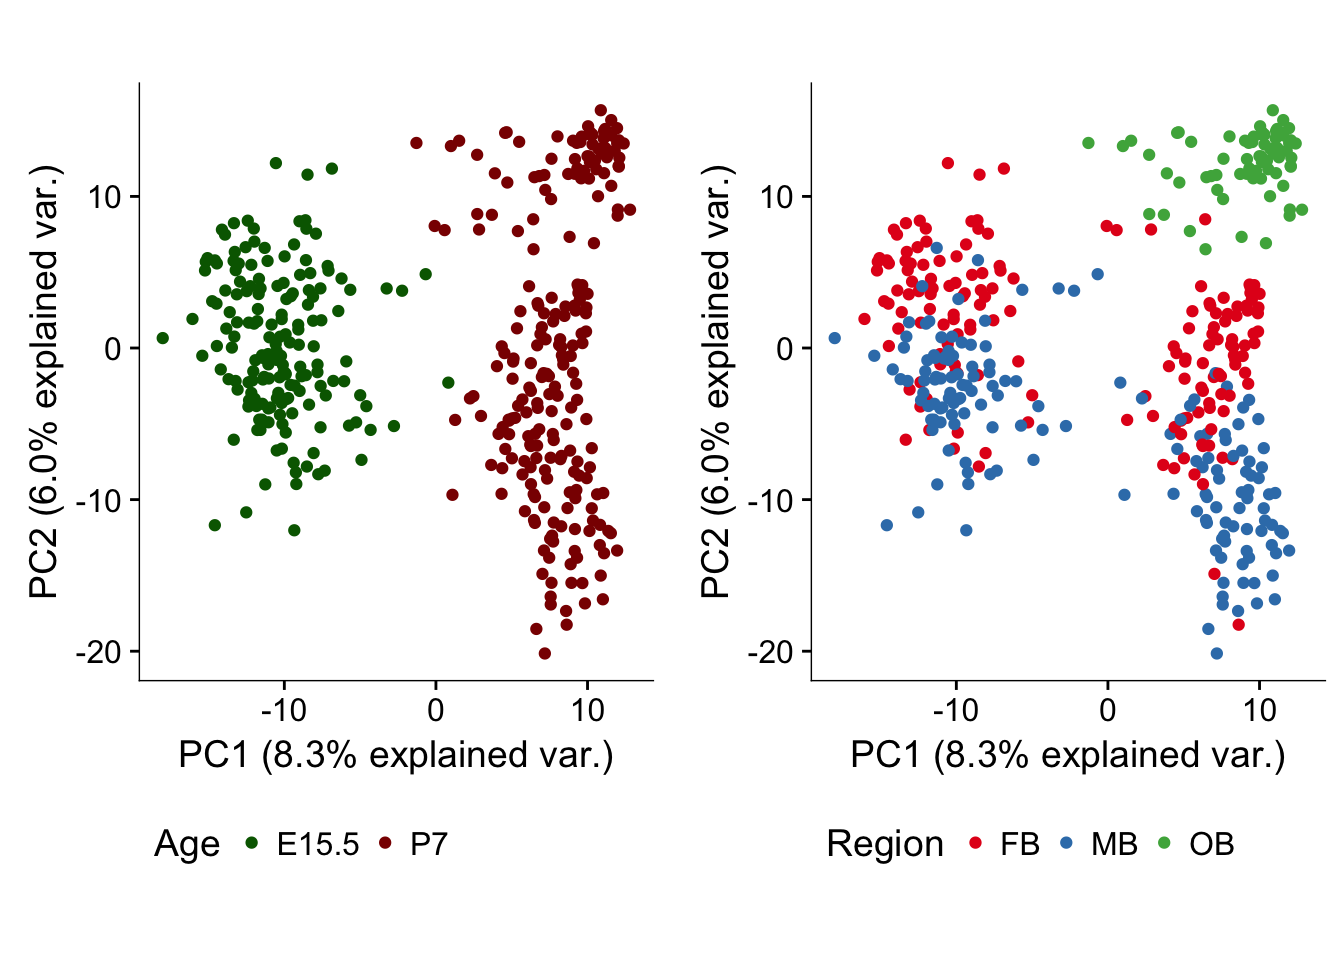 10
0
-10
-20
PC2 (6.0% explained var.)
-10
0
10
PC1 (8.3% explained var.)
Age E15.5 P7
10
0
-10
-20
PC2 (6.0% explained var.)
-10
0
10
PC1 (8.3% explained var.)
Region FB MB OB